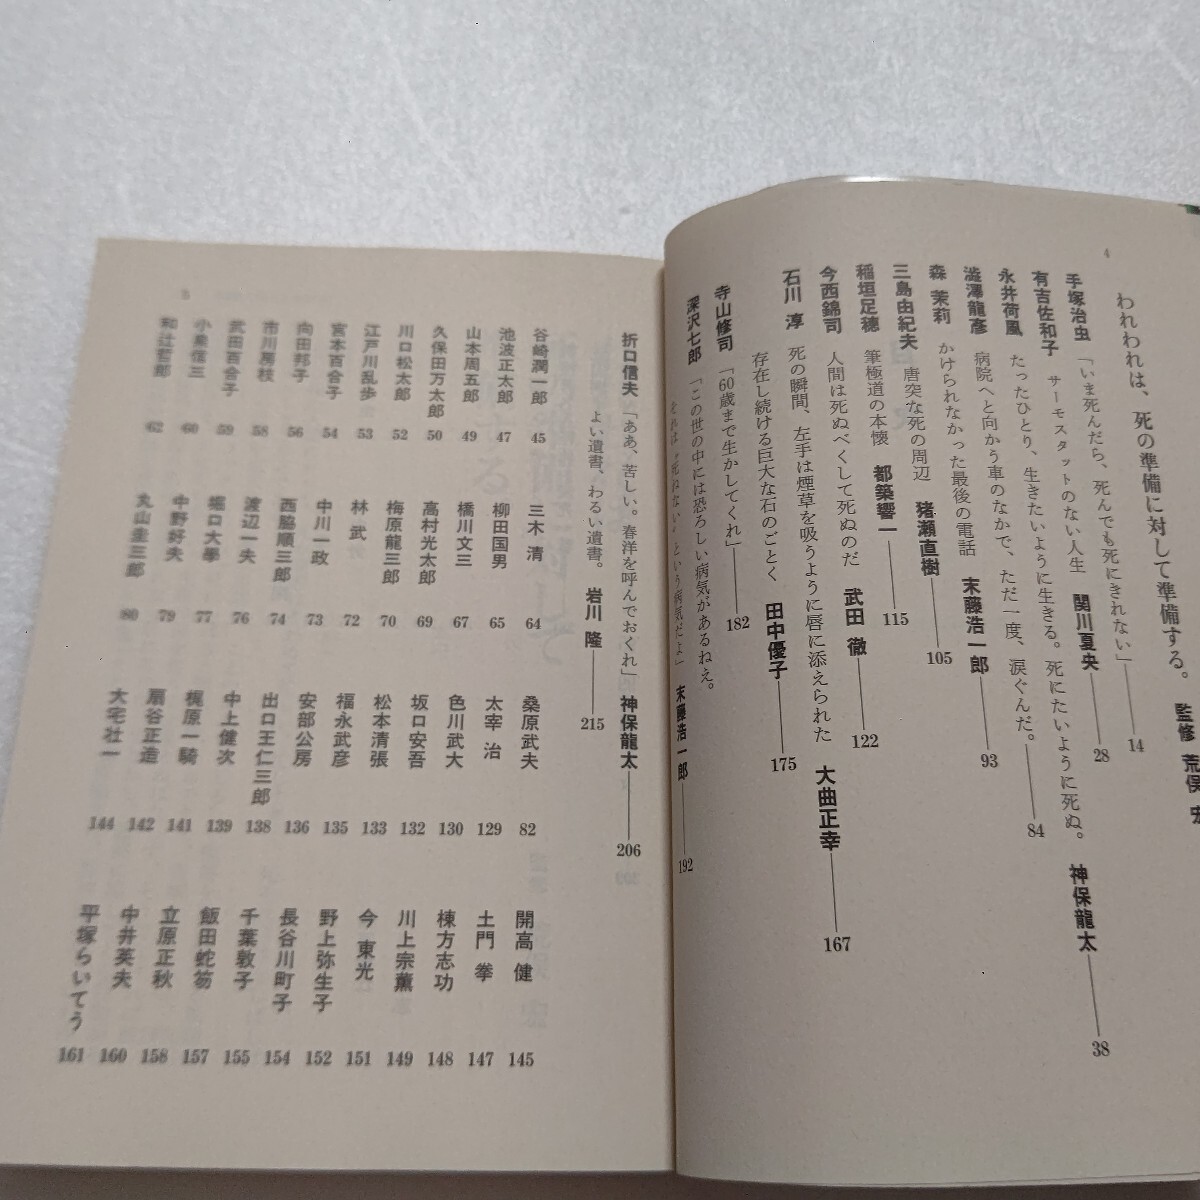 4
われわれは、死の準備に対して準備する。 監修 荒俣 宏
手塚治虫 「いま死んだら、死んでも死にきれない」——14
有吉佐和子 サーモスタットのない人生 関川夏央——28
永井荷風 たったひとり、生きたいように生きる。死にたいように死ぬ。 神保龍太——38
澁澤龍彦 病院へと向かう車のなかで、ただ一度、涙ぐんだ。——84
森 茉莉 かけられなかった最後の電話 末藤浩一郎——93
三島由紀夫 唐突な死の周辺 猪瀬直樹——105
稲垣足穂 筆極道の本懐 都築響一——115
今西錦司 人間は死ぬべくして死ぬのだ 武田 徹——122
石川 淳 死の瞬間、左手は煙草を吸うように唇に添えられた 大曲正幸——167
存在し続ける巨大な石のごとく 田中優子——175
寺山修司 「60歳まで生かしてくれ」——182
深沢七郎 「この世の中には恐ろしい病気があるねえ。
それは“死ねない”という病気だよ」 末藤浩一郎——192
折口信夫 「ああ、苦しい。春洋を呼んでおくれ」 神保龍太——206
よい遺書、わるい遺書。 岩川 隆——215
谷崎潤一郎 45
池波正太郎 47
山本周五郎 49
久保田万太郎 50
川口松太郎 52
江戸川乱歩 53
宮本百合子 54
向田邦子 56
市川房枝 58
武田百合子 59
小泉信三 60
和辻哲郎 62
三木 清 64
柳田国男 65
橋川文三 67
高村光太郎 69
梅原龍三郎 70
林 武 72
中川一政 73
西脇順三郎 74
渡辺一夫 76
堀口大學 77
中野好夫 79
丸山圭三郎 80
桑原武夫 82
太宰 治 129
色川武大 130
坂口安吾 132
松本清張 133
福永武彦 135
安部公房 136
出口王仁三郎 138
中上健次 139
梶原一騎 141
扇谷正造 142
大宅壮一 144
開高 健 145
土門 拳 147
棟方志功 148
川上宗薫 149
今 東光 151
野上弥生子 152
長谷川町子 154
千葉敦子 155
飯田蛇笏 157
立原正秋 158
中井英夫 160
平塚らいてう 161